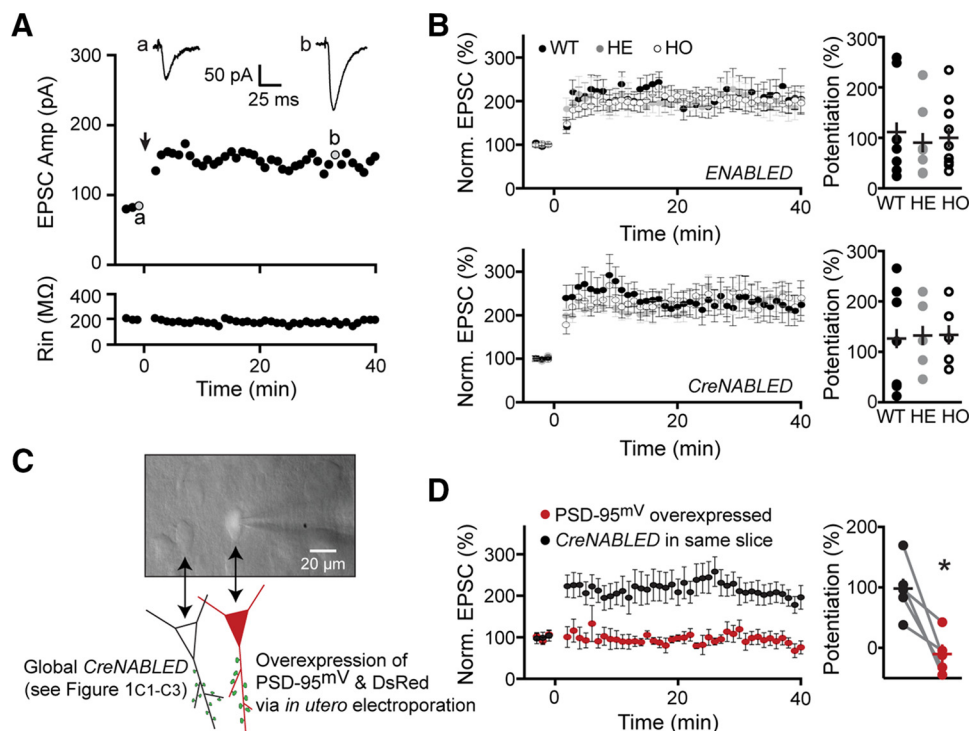 A
a
b
50 pA
25 ms
EPSC Amp (pA)
300
200
100
0
b
a
Rin (MΩ)
400
200
0
0 20 40
Time (min)
B
WT HE HO
Norm. EPSC (%)
300
200
100
0
ENABLED
0 20 40
Time (min)
Potentiation (%)
300
200
100
0
WT HE HO
Norm. EPSC (%)
300
200
100
0
CreNABLED
0 20 40
Time (min)
Potentiation (%)
300
200
100
0
WT HE HO
C
20 µm
Global CreNABLED
(see Figure 1C1-C3)
Overexpression of
PSD-95mV & DsRed
via in utero electroporation
D
PSD-95mV overexpressed
CreNABLED in same slice
Norm. EPSC (%)
300
200
100
0
0 20 40
Time (min)
Potentiation (%)
200
100
0
*